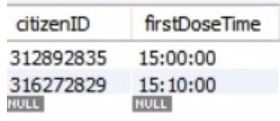 citizenID firstDoseTime
312892835 15:00:00
316272829 15:10:00
NULL NULL